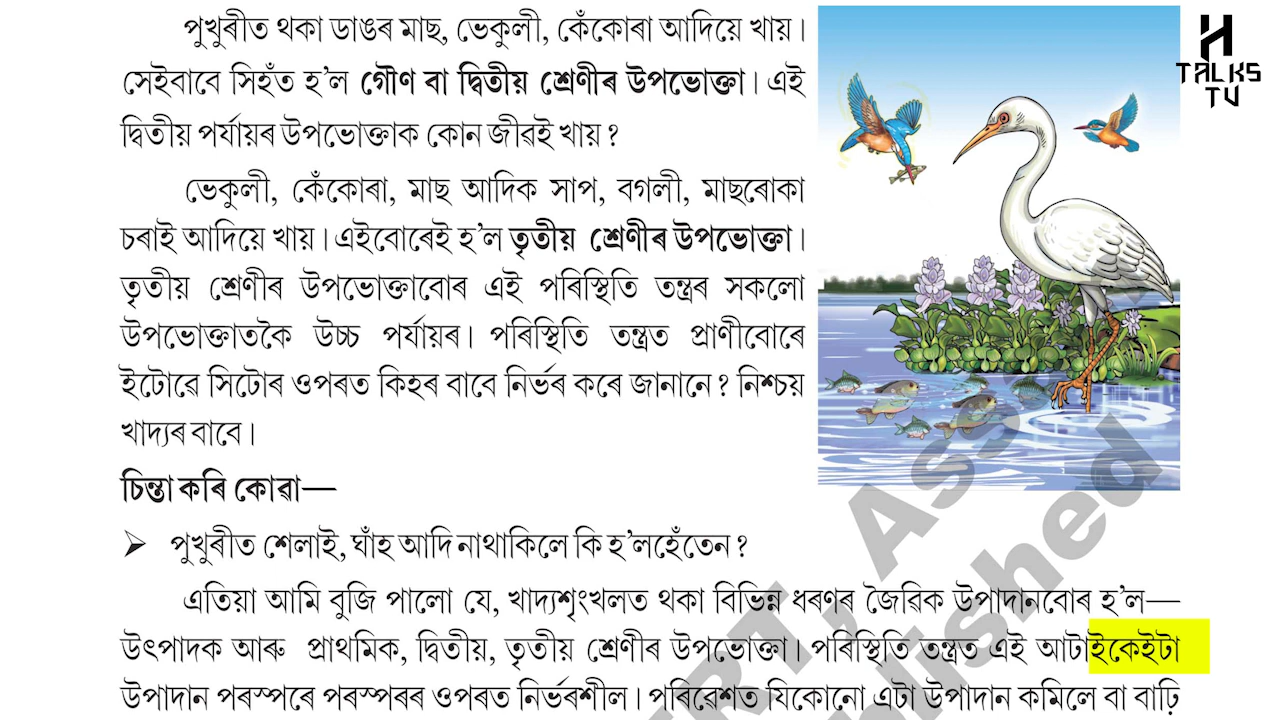 পুখুৰীত থকা ডাঙৰ মাছ, ভেকুলী, কেঁকোৰা আদিয়ে খায়।
সেইবাবে সিহঁত হ’ল গৌণ বা দ্বিতীয় শ্ৰেণীৰ উপভোক্তা। এই
দ্বিতীয় পৰ্যায়ৰ উপভোক্তাক কোন জীৱই খায় ?
ভেকুলী, কেঁকোৰা, মাছ আদিক সাপ, বগলী, মাছৰোকা
চৰাই আদিয়ে খায়। এইবোৰেই হ’ল তৃতীয় শ্ৰেণীৰ উপভোক্তা।
তৃতীয় শ্ৰেণীৰ উপভোক্তাবোৰ এই পৰিস্থিতি তন্ত্ৰৰ সকলো
উপভোক্তাতকৈ উচ্চ পৰ্যায়ৰ। পৰিস্থিতি তন্ত্ৰত প্ৰাণীবোৰে
ইটোৱে সিটোৰ ওপৰত কিহৰ বাবে নিৰ্ভৰ কৰে জানানে ? নিশ্চয়
খাদ্যৰ বাবে।
চিন্তা কৰি কোৱা—
➢ পুখুৰীত শেলাই, ঘাঁহ আদি নাথাকিলে কি হ’লহেঁতেন ?
এতিয়া আমি বুজি পালো যে, খাদ্যশৃংখলত থকা বিভিন্ন ধৰণৰ জৈৱিক উপাদানবোৰ হ’ল—
উৎপাদক আৰু প্ৰাথমিক, দ্বিতীয়, তৃতীয় শ্ৰেণীৰ উপভোক্তা। পৰিস্থিতি তন্ত্ৰত এই আটাইকেইটা
উপাদান পৰস্পৰে পৰস্পৰৰ ওপৰত নিৰ্ভৰশীল। পৰিৱেশত যিকোনো এটা উপাদান কমিলে বা বাঢ়ি
H
TALKS
TV